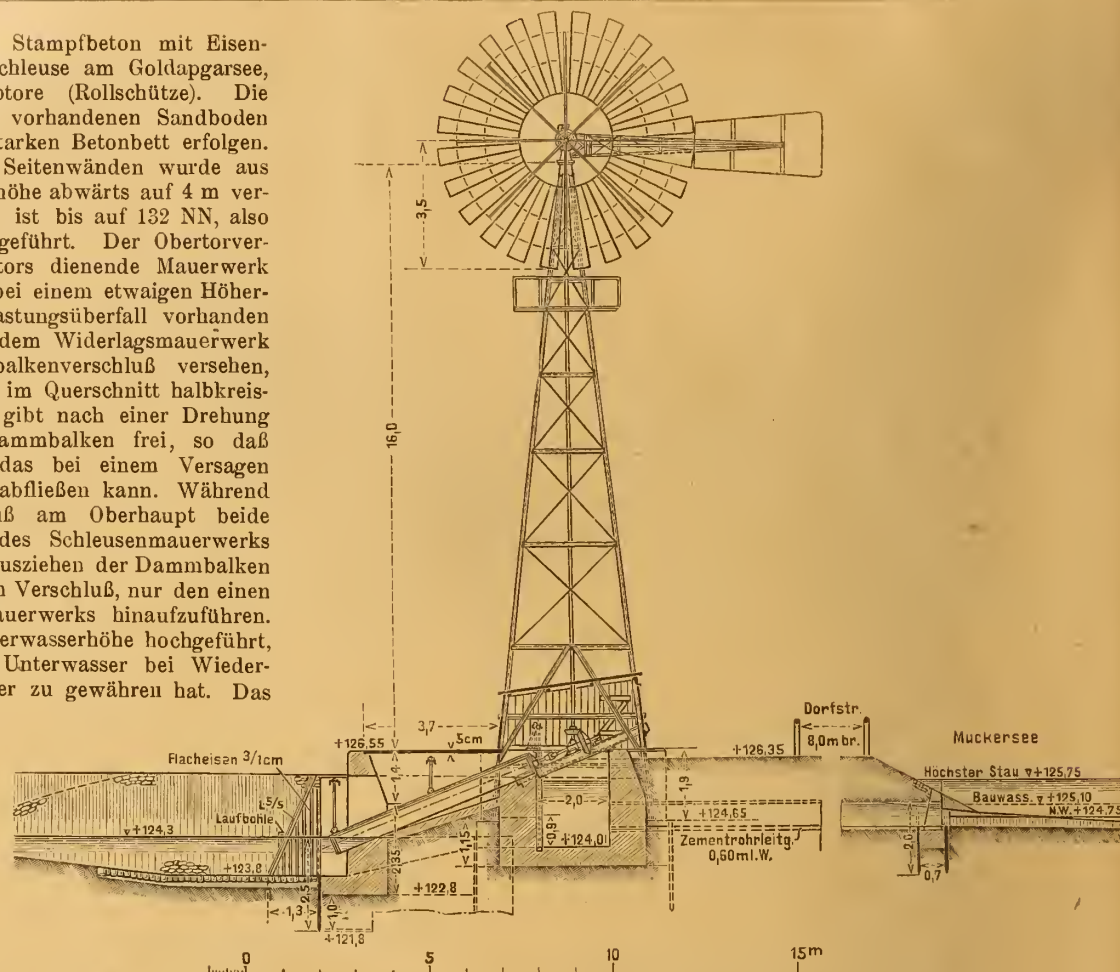 Stampfbeton mit Eisen-
chleuse am Goldapgarsee,
otore (Rollschütze). Die
vorhandenen Sandboden
tarken Betonbett erfolgen.
Seitenwänden wurde aus
höhe abwärts auf 4 m ver-
ist bis auf 132 NN, also
geführt. Der Obertorver-
tors dienende Mauerwerk
bei einem etwaigen Höher-
astungsüberfall vorhanden
dem Widerlagsmauerwerk
balkenverschluß versehen,
im Querschnitt halbkreis-
gibt nach einer Drehung
ammbalken frei, so daß
das bei einem Versagen
abfließen kann. Während
uß am Oberhaupt beide
des Schleusenmauerwerks
usziehen der Dammbalken
n Verschluß, nur den einen
auerwerks hinaufzuführen.
erwasserhöhe hochgeführt,
Unterwasser bei Wieder-
er zu gewähren hat. Das
3,5
16,0
Dorfstr.
8,0m br.
Muckersee
3,7
5cm
+126,55
+126,35
Flacheisen 3/1cm
Höchster Stau +125,75
1,4
1,9
L5/5
Laufbohle
2,0
Bauwass. +125,10
N.W.+124,75
+124,65
+124,3
0,9
+124,01
Zementrohrleitg.
0,60ml.W.
2,0
+123,8
2,35
1,15
0,7
+122,8
1,3
2,5
1,0
+121,8
0 5 10 15m